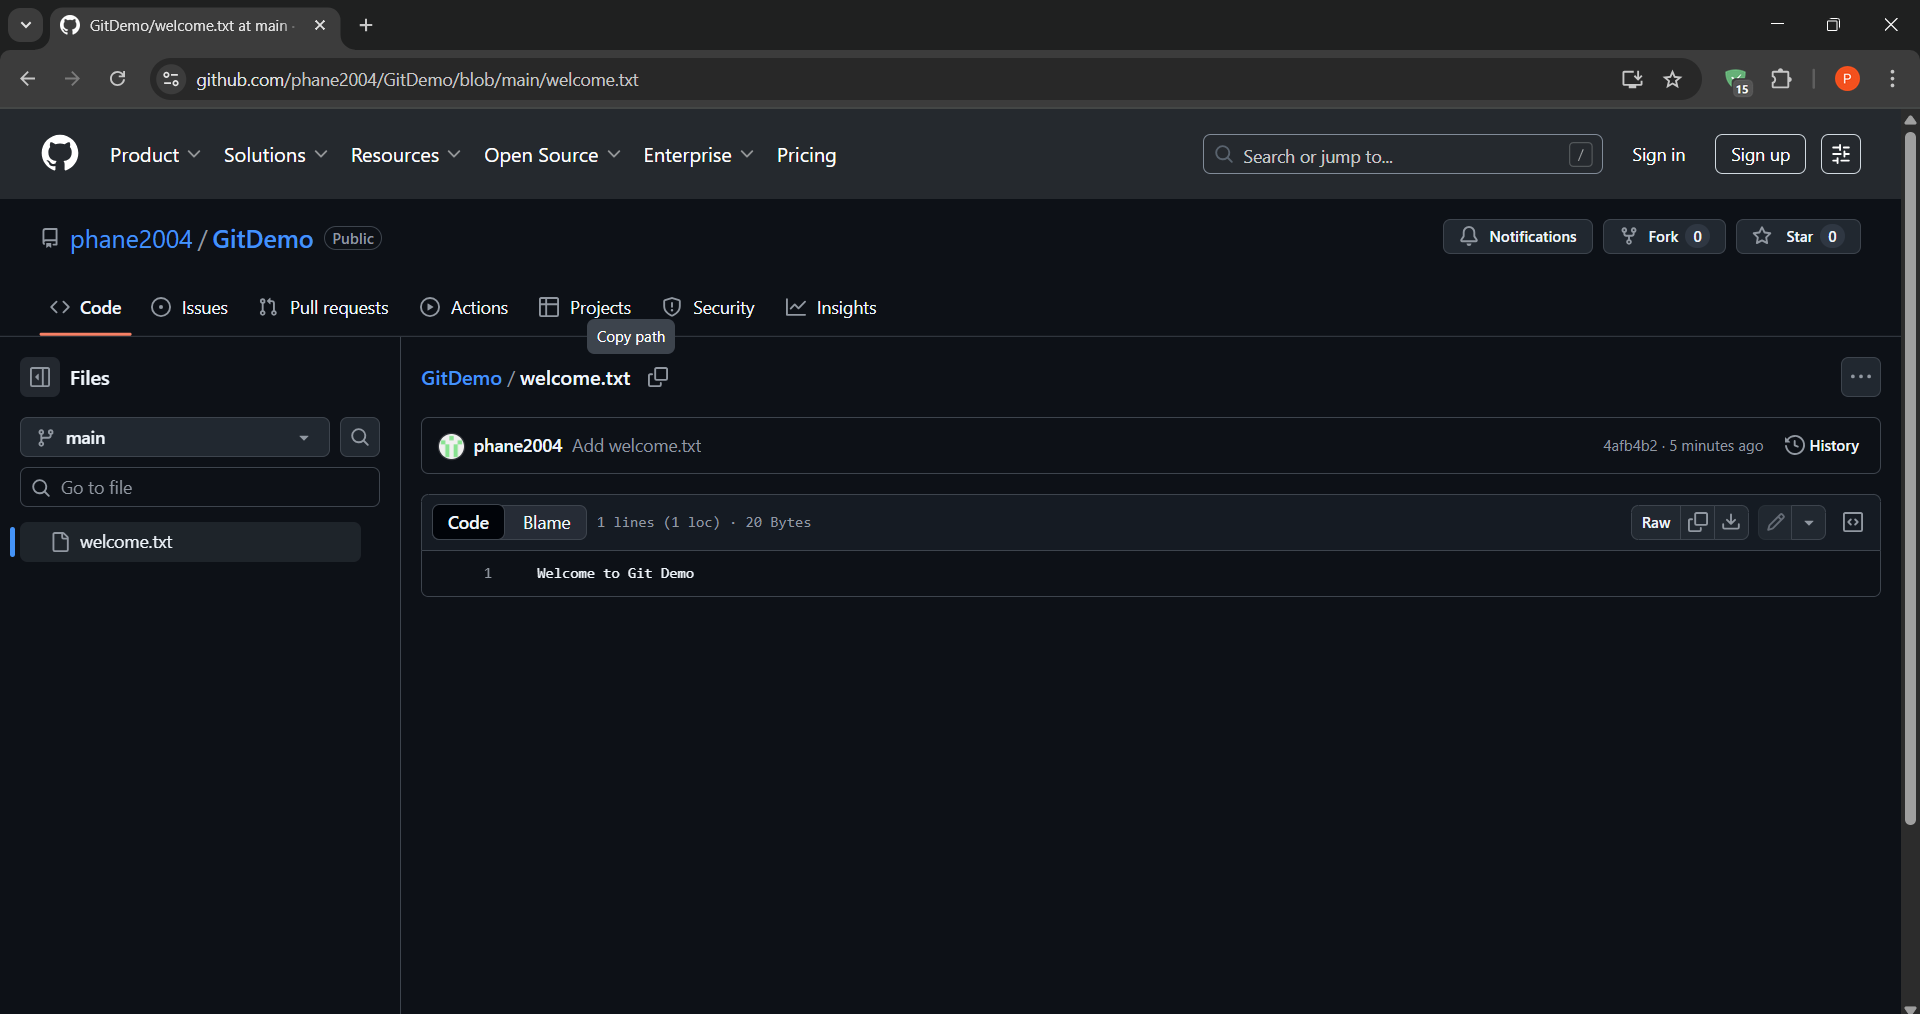 GitDemo/welcome.txt at main
github.com/phane2004/GitDemo/blob/main/welcome.txt
15
P
Product Solutions Resources Open Source Enterprise Pricing
Search or jump to... /
Sign in
Sign up
phane2004 / GitDemo Public
Notifications
Fork 0
Star 0
Code Issues Pull requests Actions Projects Security Insights
Copy path
Files
GitDemo / welcome.txt
main
phane2004 Add welcome.txt
4afb4b2 · 5 minutes ago
History
Go to file
Code Blame 1 lines (1 loc) · 20 Bytes
Raw
welcome.txt
1 Welcome to Git Demo